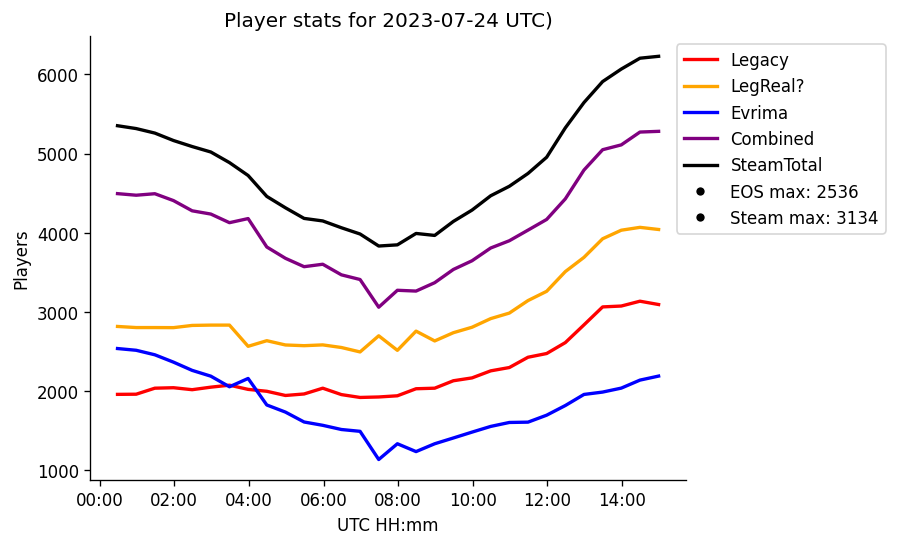 Player stats for 2023-07-24 UTC)
Legacy
LegReal?
Evrima
Combined
SteamTotal
EOS max: 2536
Steam max: 3134
Players
6000
5000
4000
3000
2000
1000
00:00 02:00 04:00 06:00 08:00 10:00 12:00 14:00
UTC HH:mm